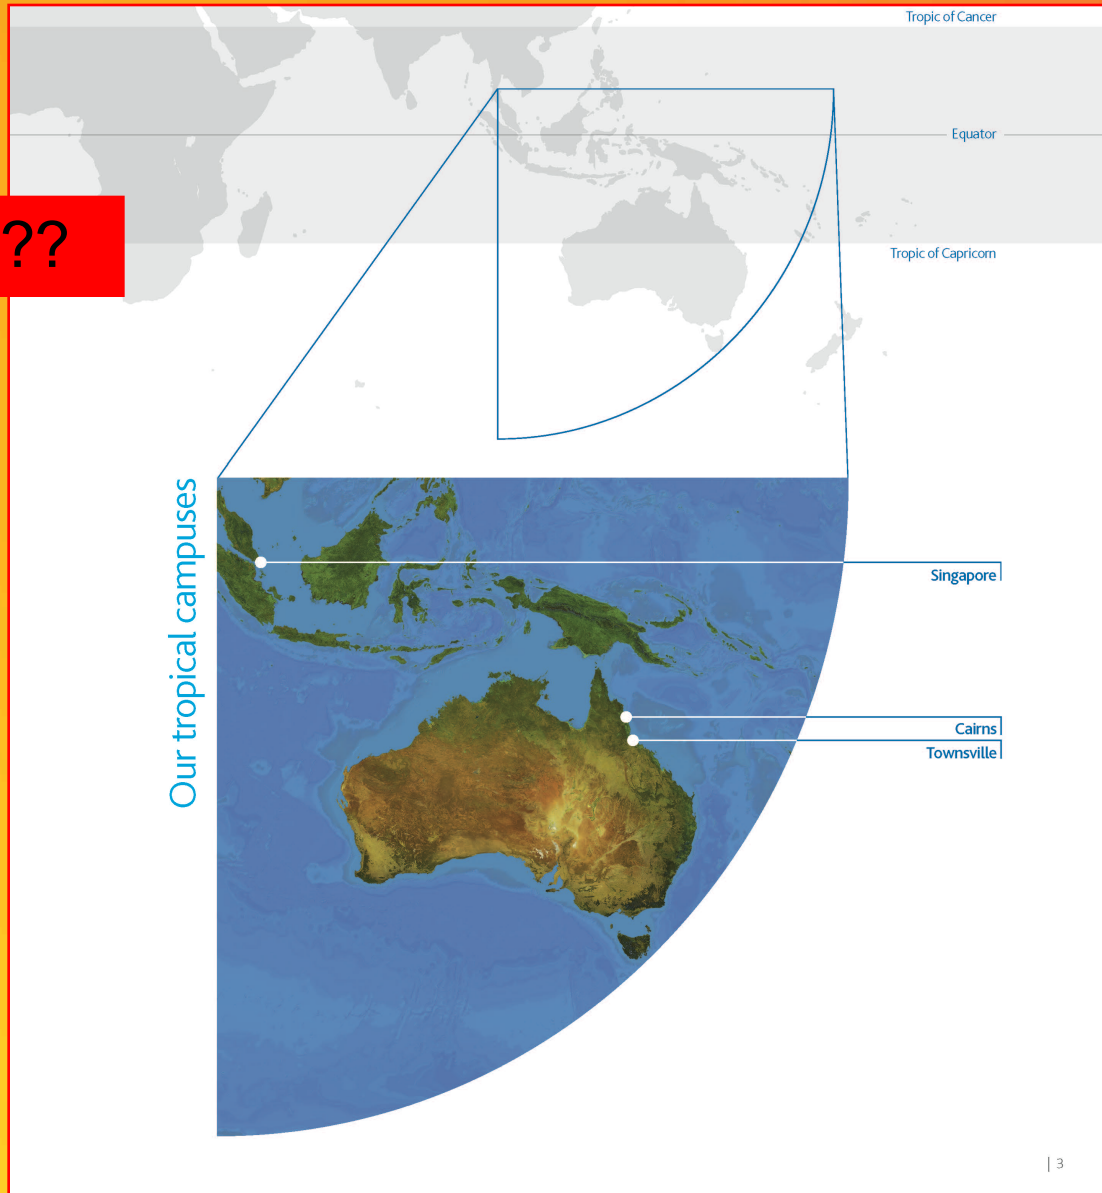 Tropic of Cancer
Equator
??
Tropic of Capricorn
Our tropical campuses
Singapore
Cairns
Townsville
| 3